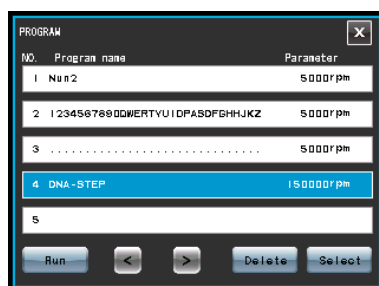 PROGRAM X
NO. Program name Parameter
1 Nun2 5000rpm
2 1234567890QWERTYUIDPASDFGHHJKZ 5000rpm
3 .............................. 5000rpm
4 DNA-STEP 150000rpm
5
Run < > Delete Select